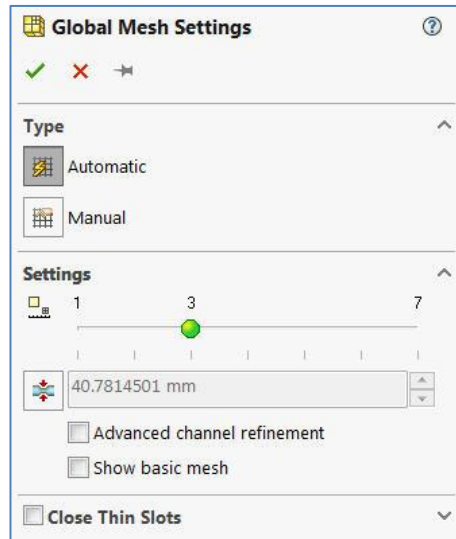 Global Mesh Settings
Type
Automatic
Manual
Settings
1 3 7
40.7814501 mm
Advanced channel refinement
Show basic mesh
Close Thin Slots